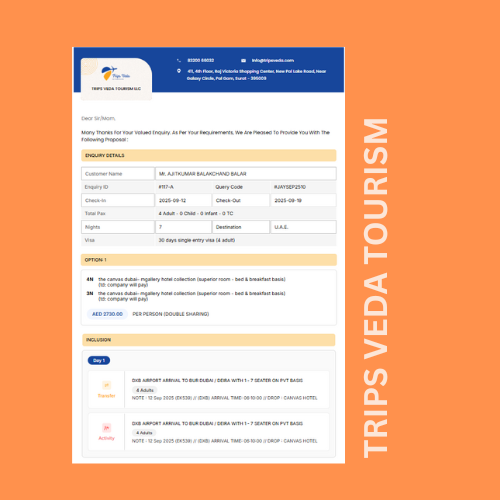 Trips Veda
TRIPS VEDA TOURISM LLC
info@tripsveda.com
411, 4th Floor, Raj Victoria Shopping Center, New Pal Lake Road, Near
Galaxy Circle, Pal Gam, Surat - 395009
Dear Sir/Mam,
Many Thanks For Your Valued Enquiry. As Per Your Requirements, We Are Pleased To Provide You With The
Following Proposal :
ENQUIRY DETAILS
Customer Name Mr. AJITKUMAR BALAKCHAND BALAR
Enquiry ID #117-A Query Code #JAYSEP2510
Check-In 2025-09-12 Check-Out 2025-09-18
Total Pax 4 Adult - 0 Child - 0 Infant - 0 TC
Nights 7 Destination U.A.E.
Visa 30 days single entry visa (4 adult)
OPTION 1
4N the canvas dubai- mgallery hotel collection (superior room - bed & breakfast basis)
(td: company will pay)
3N the canvas dubai- mgallery hotel collection (superior room - bed & breakfast basis)
(td: company will pay)
AED 2730.00 PER PERSON (DOUBLE SHARING)
INCLUSION
Day 1
DXB AIRPORT ARRIVAL TO BUR DUBAI / DEIRA WITH 1 - 7 SEATER ON PVT BASIS
4 Adults
Transfer
NOTE : 12 Sep 2025 (EK538) // (DXB) ARRIVAL TIME: 06:10:00 // DROP - CANVAS HOTEL
DXB AIRPORT ARRIVAL TO BUR DUBAI / DEIRA WITH 1 - 7 SEATER ON PVT BASIS
4 Adults
Activity
NOTE : 12 Sep 2025 (EK538) // (DXB) ARRIVAL TIME: 06:10:00 // DROP - CANVAS HOTEL
TRIPS VEDA TOURISM